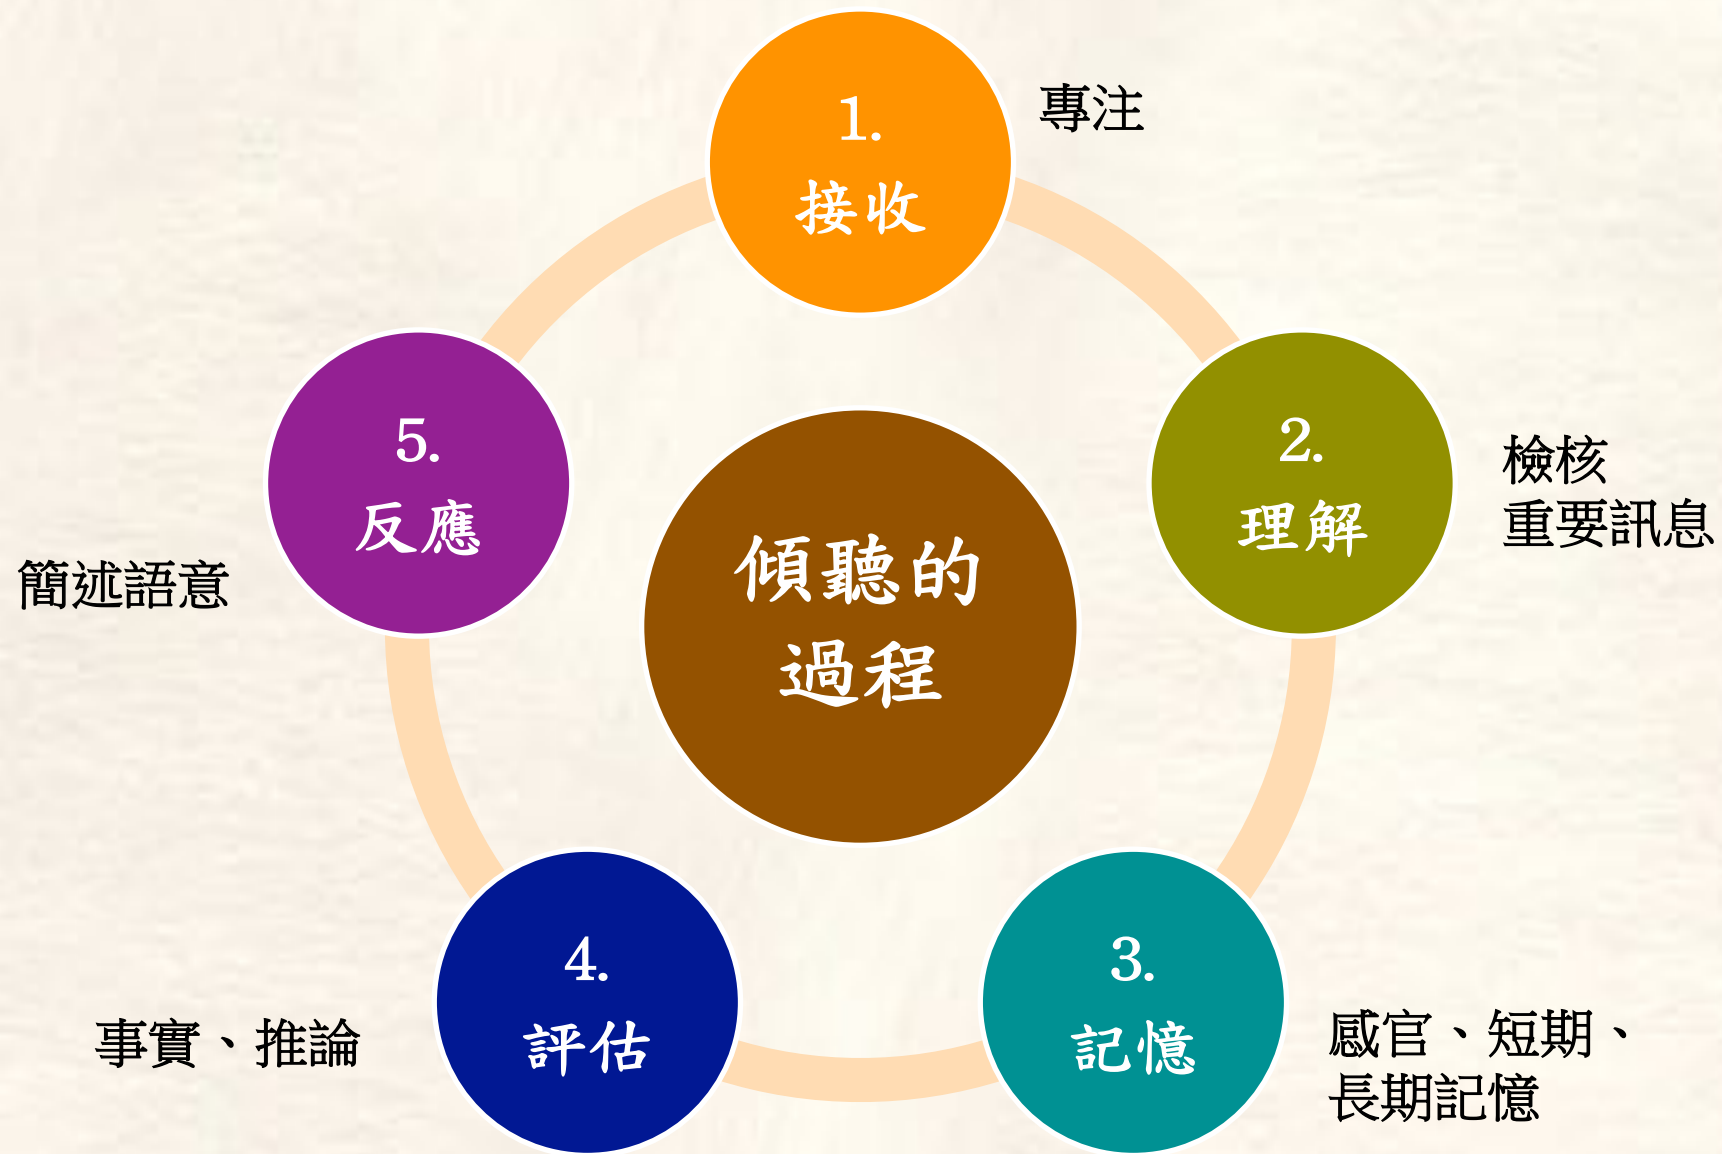 1.
接收
專注
2.
理解
檢核
重要訊息
3.
記憶
感官、短期、
長期記憶
4.
評估
事實、推論
5.
反應
簡述語意
傾聽的
過程